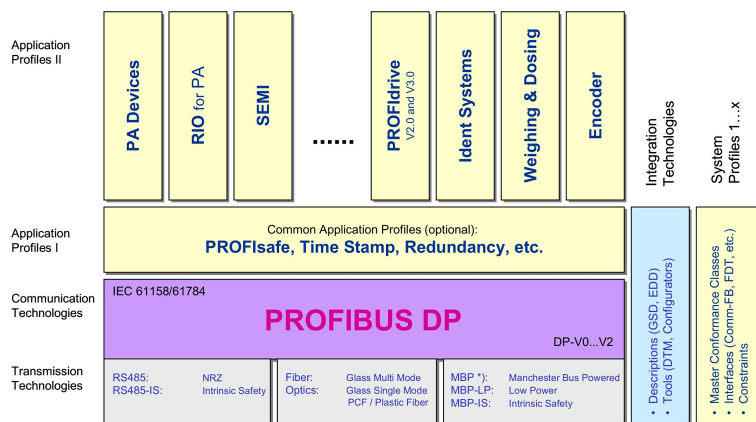 Application
Profiles II
PA Devices
RIO for PA
SEMI
......
PROFIdrive
V2.0 and V3.0
Ident Systems
Weighing & Dosing
Encoder
Integration
Technologies
System
Profiles 1...x
Application
Profiles I
Common Application Profiles (optional):
PROFIsafe, Time Stamp, Redundancy, etc.
Communication
Technologies
IEC 61158/61784
PROFIBUS DP
DP-V0...V2
Transmission
Technologies
RS485: NRZ
RS485-IS: Intrinsic Safety
Fiber: Glass Multi Mode
Optics: Glass Single Mode
PCF / Plastic Fiber
MBP *): Manchester Bus Powered
MBP-LP: Low Power
MBP-IS: Intrinsic Safety
• Descriptions (GSD, EDD)
• Tools (DTM, Configurators)
• Master Conformance Classes
• Interfaces (Comm-FB, FDT, etc.)
• Constraints